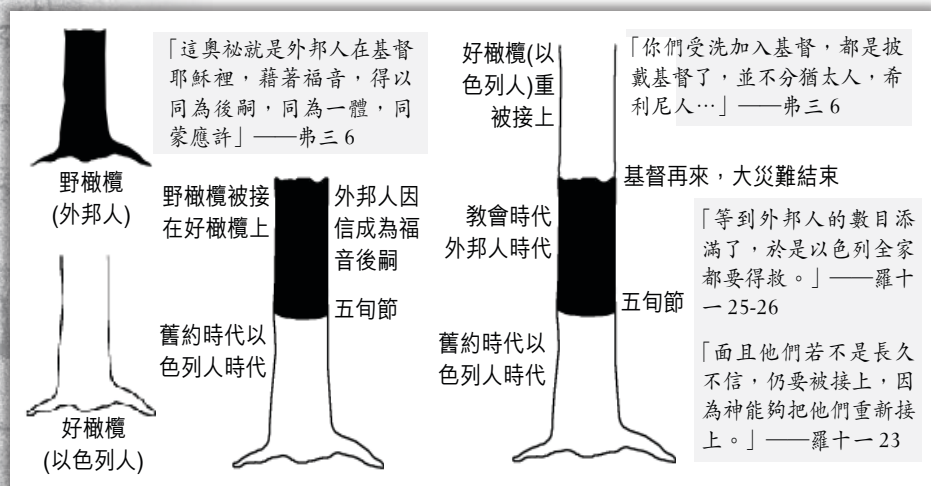 「這奧祕就是外邦人在基督
耶穌裡，藉著福音，得以
同為後嗣，同為一體，同
蒙應許」——弗三 6
野橄欖
(外邦人)
好橄欖
(以色列人)
野橄欖被接
在好橄欖上
外邦人因
信成為福
音後嗣
五旬節
舊約時代以
色列人時代
好橄欖(以
色列人)重
被接上
「你們受洗加入基督，都是披
戴基督了，並不分猶太人，希
利尼人…」——弗三 6
基督再來，大災難結束
教會時代
外邦人時代
「等到外邦人的數目添
滿了，於是以色列全家
都要得救。」——羅十
一 25-26
五旬節
舊約時代以
色列人時代
「面且他們若不是長久
不信，仍要被接上，因
為神能夠把他們重新接
上。」——羅十一 23